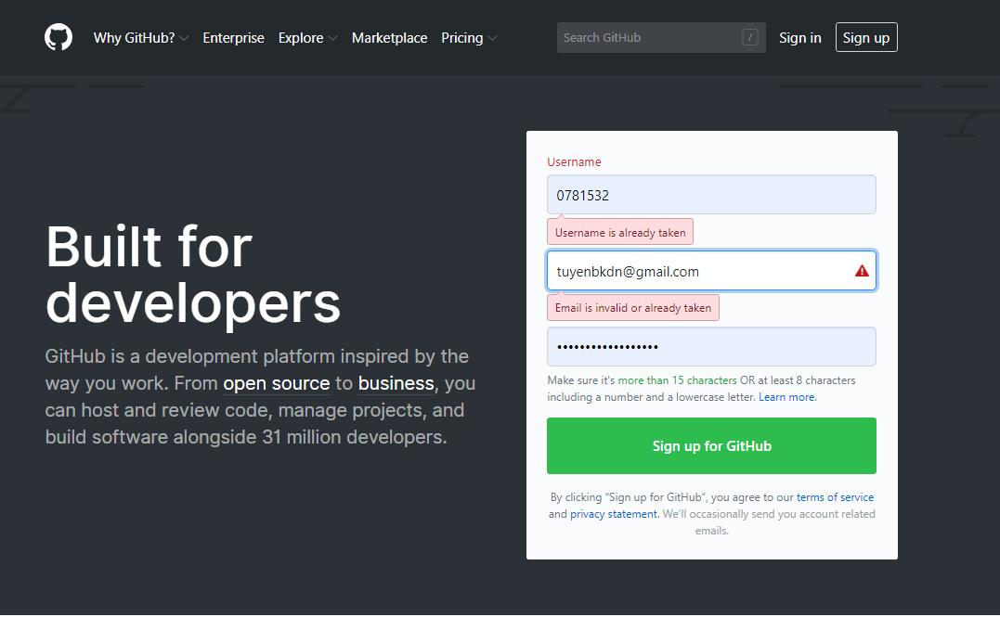 Why GitHub? Enterprise Explore Marketplace Pricing Search GitHub / Sign in Sign up
Built for
developers
GitHub is a development platform inspired by the
way you work. From open source to business, you
can host and review code, manage projects, and
build software alongside 31 million developers.
Username
0781532
Username is already taken
tuyenbkdn@gmail.com
Email is invalid or already taken
••••••••••••••••••
Make sure it's more than 15 characters OR at least 8 characters
including a number and a lowercase letter. Learn more.
Sign up for GitHub
By clicking “Sign up for GitHub”, you agree to our terms of service
and privacy statement. We’ll occasionally send you account related
emails.